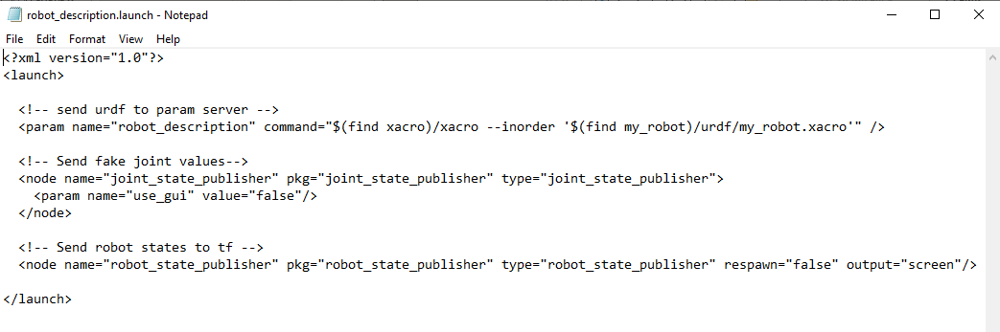 robot_description.launch - Notepad
File Edit Format View Help
<?xml version="1.0"?>
<launch>
  <!-- send urdf to param server -->
  <param name="robot_description" command="$(find xacro)/xacro --inorder '$(find my_robot)/urdf/my_robot.xacro'" />
  <!-- Send fake joint values-->
  <node name="joint_state_publisher" pkg="joint_state_publisher" type="joint_state_publisher">
    <param name="use_gui" value="false"/>
  </node>
  <!-- Send robot states to tf -->
  <node name="robot_state_publisher" pkg="robot_state_publisher" type="robot_state_publisher" respawn="false" output="screen"/>
</launch>